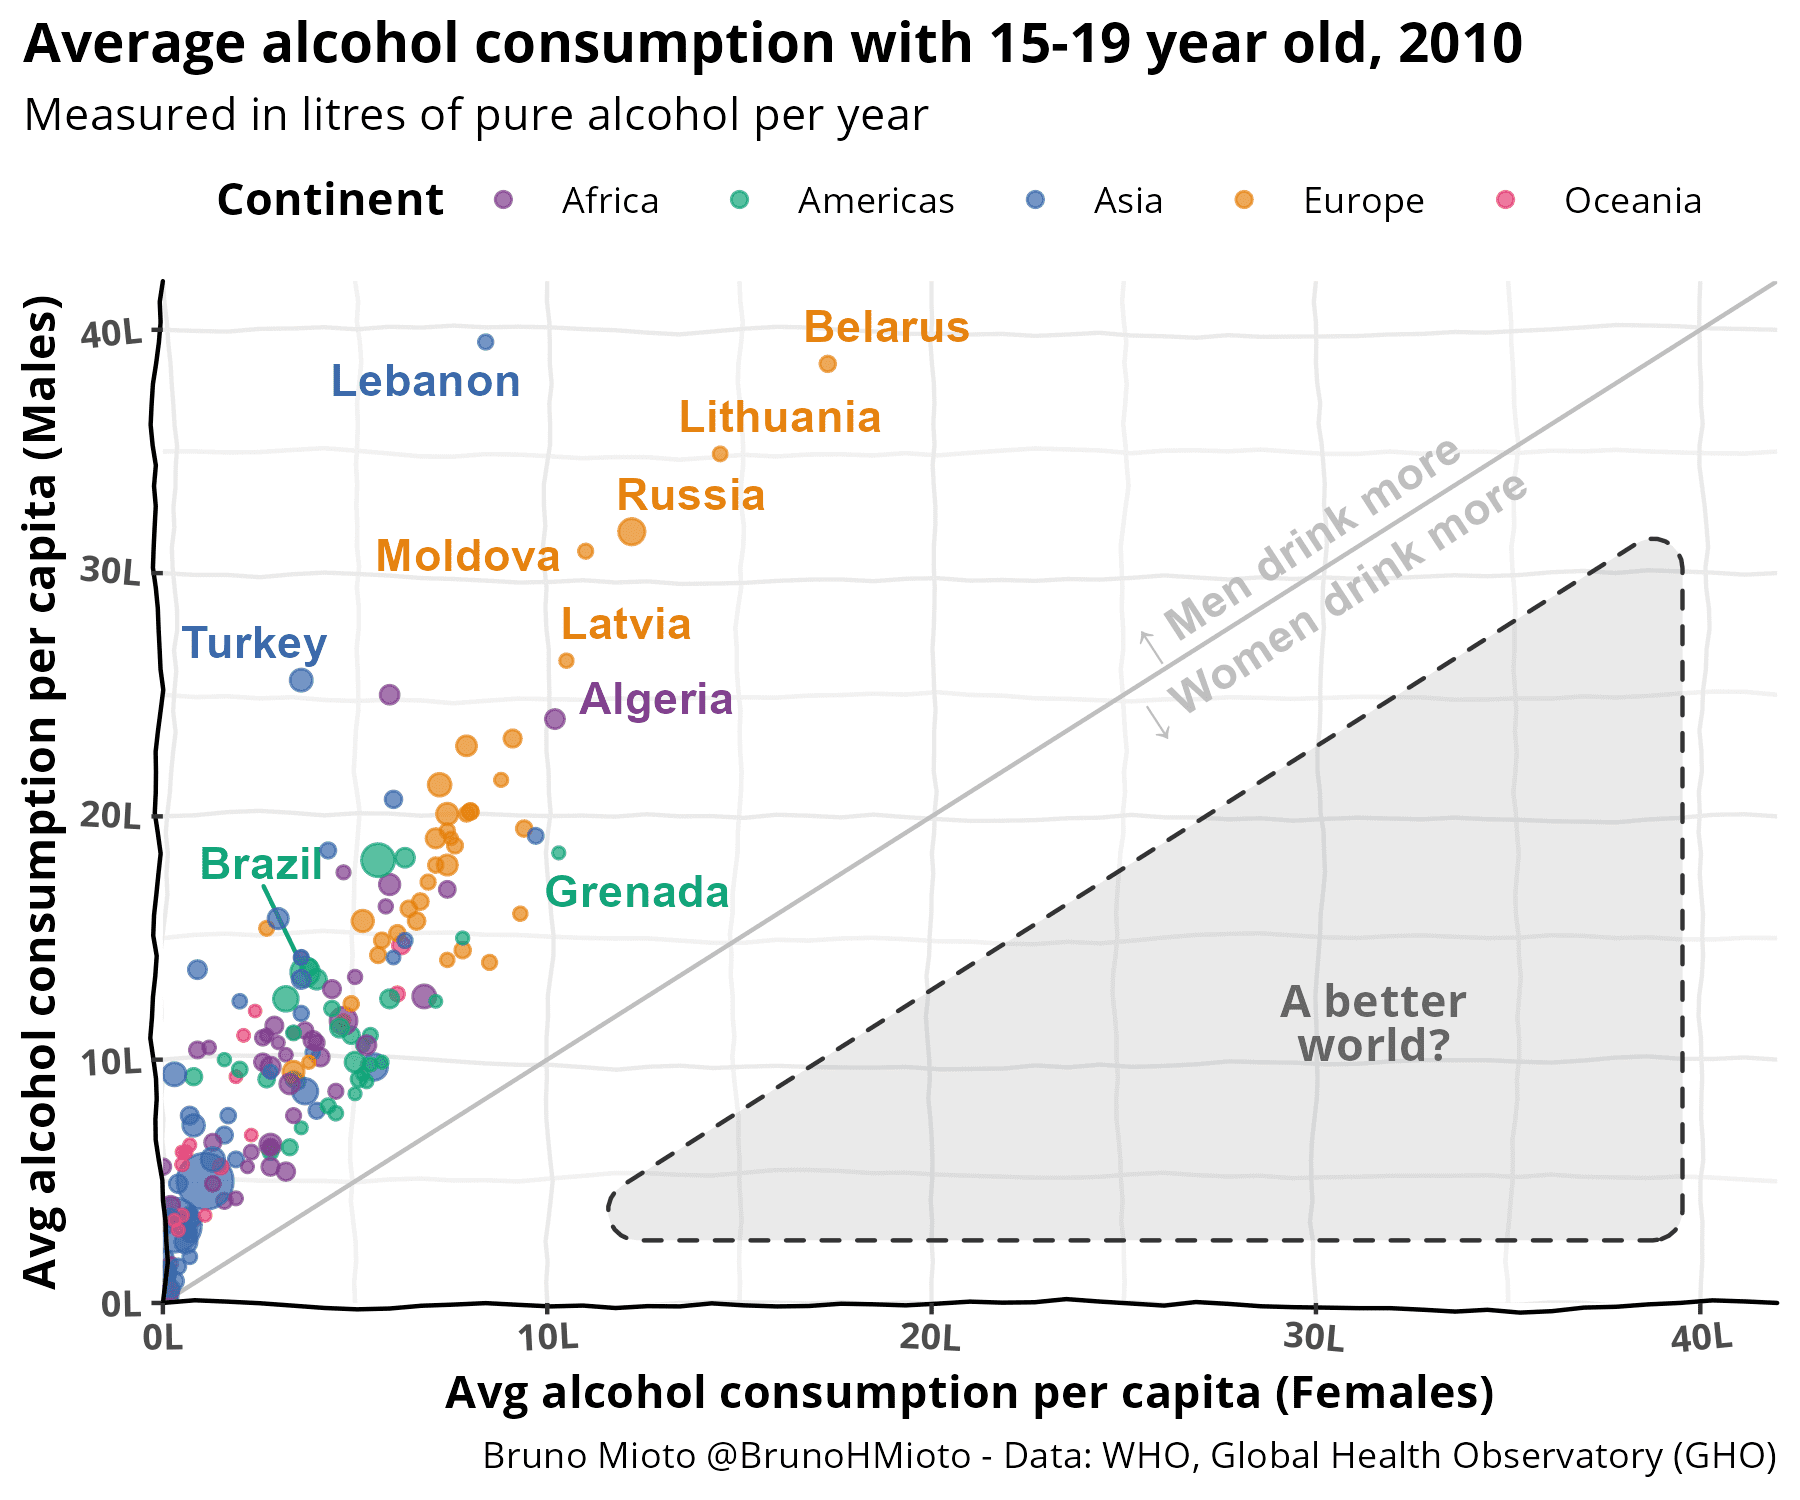 Average alcohol consumption with 15-19 year old, 2010
Measured in litres of pure alcohol per year
Continent Africa Americas Asia Europe Oceania
Avg alcohol consumption per capita (Males)
40L
30L
20L
10L
0L
Belarus
Lebanon
Lithuania
Russia
Moldova
Latvia
Turkey
Algeria
Brazil
Grenada
↑ Men drink more
↓ Women drink more
A better
world?
0L 10L 20L 30L 40L
Avg alcohol consumption per capita (Females)
Bruno Mioto @BrunoHMioto - Data: WHO, Global Health Observatory (GHO)